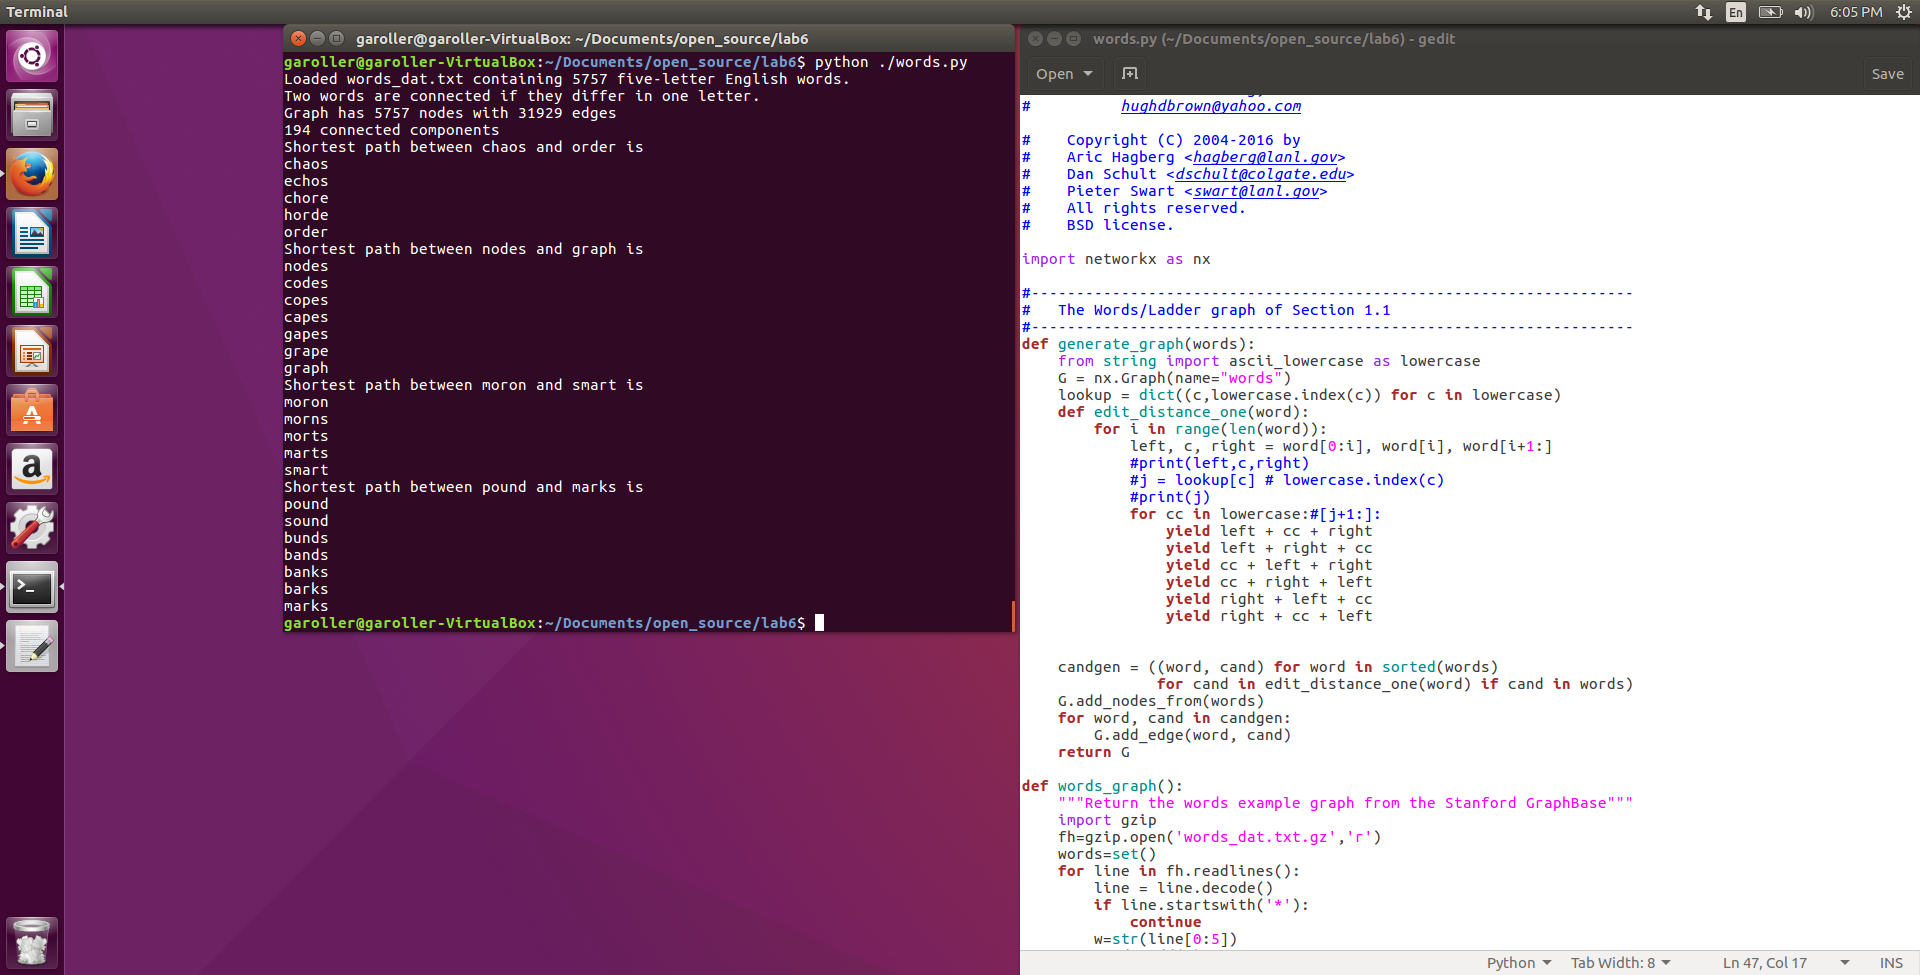 Terminal
En
6:05 PM
garoller@garoller-VirtualBox: ~/Documents/open_source/lab6
garoller@garoller-VirtualBox:~/Documents/open_source/lab6$ python ./words.py
Loaded words_dat.txt containing 5757 five-letter English words.
Two words are connected if they differ in one letter.
Graph has 5757 nodes with 31929 edges
194 connected components
Shortest path between chaos and order is
chaos
echos
chore
horde
order
Shortest path between nodes and graph is
nodes
codes
copes
capes
gapes
grape
graph
Shortest path between moron and smart is
moron
morns
morts
marts
smart
Shortest path between pound and marks is
pound
sound
bunds
bands
banks
barks
marks
garoller@garoller-VirtualBox:~/Documents/open_source/lab6$
words.py (~/Documents/open_source/lab6) - gedit
Open
Save
#          hughdbrown@yahoo.com
#    Copyright (C) 2004-2016 by
#    Aric Hagberg <hagberg@lanl.gov>
#    Dan Schult <dschult@colgate.edu>
#    Pieter Swart <swart@lanl.gov>
#    All rights reserved.
#    BSD license.
import networkx as nx
#-------------------------------------------------------------------
#   The Words/Ladder graph of Section 1.1
#-------------------------------------------------------------------
def generate_graph(words):
    from string import ascii_lowercase as lowercase
    G = nx.Graph(name="words")
    lookup = dict((c,lowercase.index(c)) for c in lowercase)
    def edit_distance_one(word):
        for i in range(len(word)):
            left, c, right = word[0:i], word[i], word[i+1:]
            #print(left,c,right)
            #j = lookup[c] # lowercase.index(c)
            #print(j)
            for cc in lowercase:#[j+1:]:
                yield left + cc + right
                yield left + right + cc
                yield cc + left + right
                yield cc + right + left
                yield right + left + cc
                yield right + cc + left
    candgen = ((word, cand) for word in sorted(words)
               for cand in edit_distance_one(word) if cand in words)
    G.add_nodes_from(words)
    for word, cand in candgen:
        G.add_edge(word, cand)
    return G
def words_graph():
    """Return the words example graph from the Stanford GraphBase"""
    import gzip
    fh=gzip.open('words_dat.txt.gz','r')
    words=set()
    for line in fh.readlines():
        line = line.decode()
        if line.startswith('*'):
            continue
        w=str(line[0:5])
Python
Tab Width: 8
Ln 47, Col 17
INS